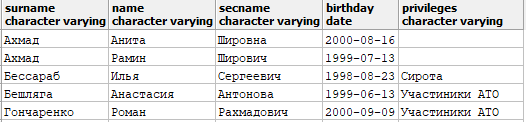 surname name secname birthday privileges
character varying character varying character varying date character varying
Ахмад Анита Шировна 2000-08-16
Ахмад Рамин Ширович 1999-07-13
Бессараб Илья Сергеевич 1998-08-23 Сирота
Бешляга Анастасия Антонова 1999-06-13 Участиники АТО
Гончаренко Роман Рахмадович 2000-09-09 Участиники АТО